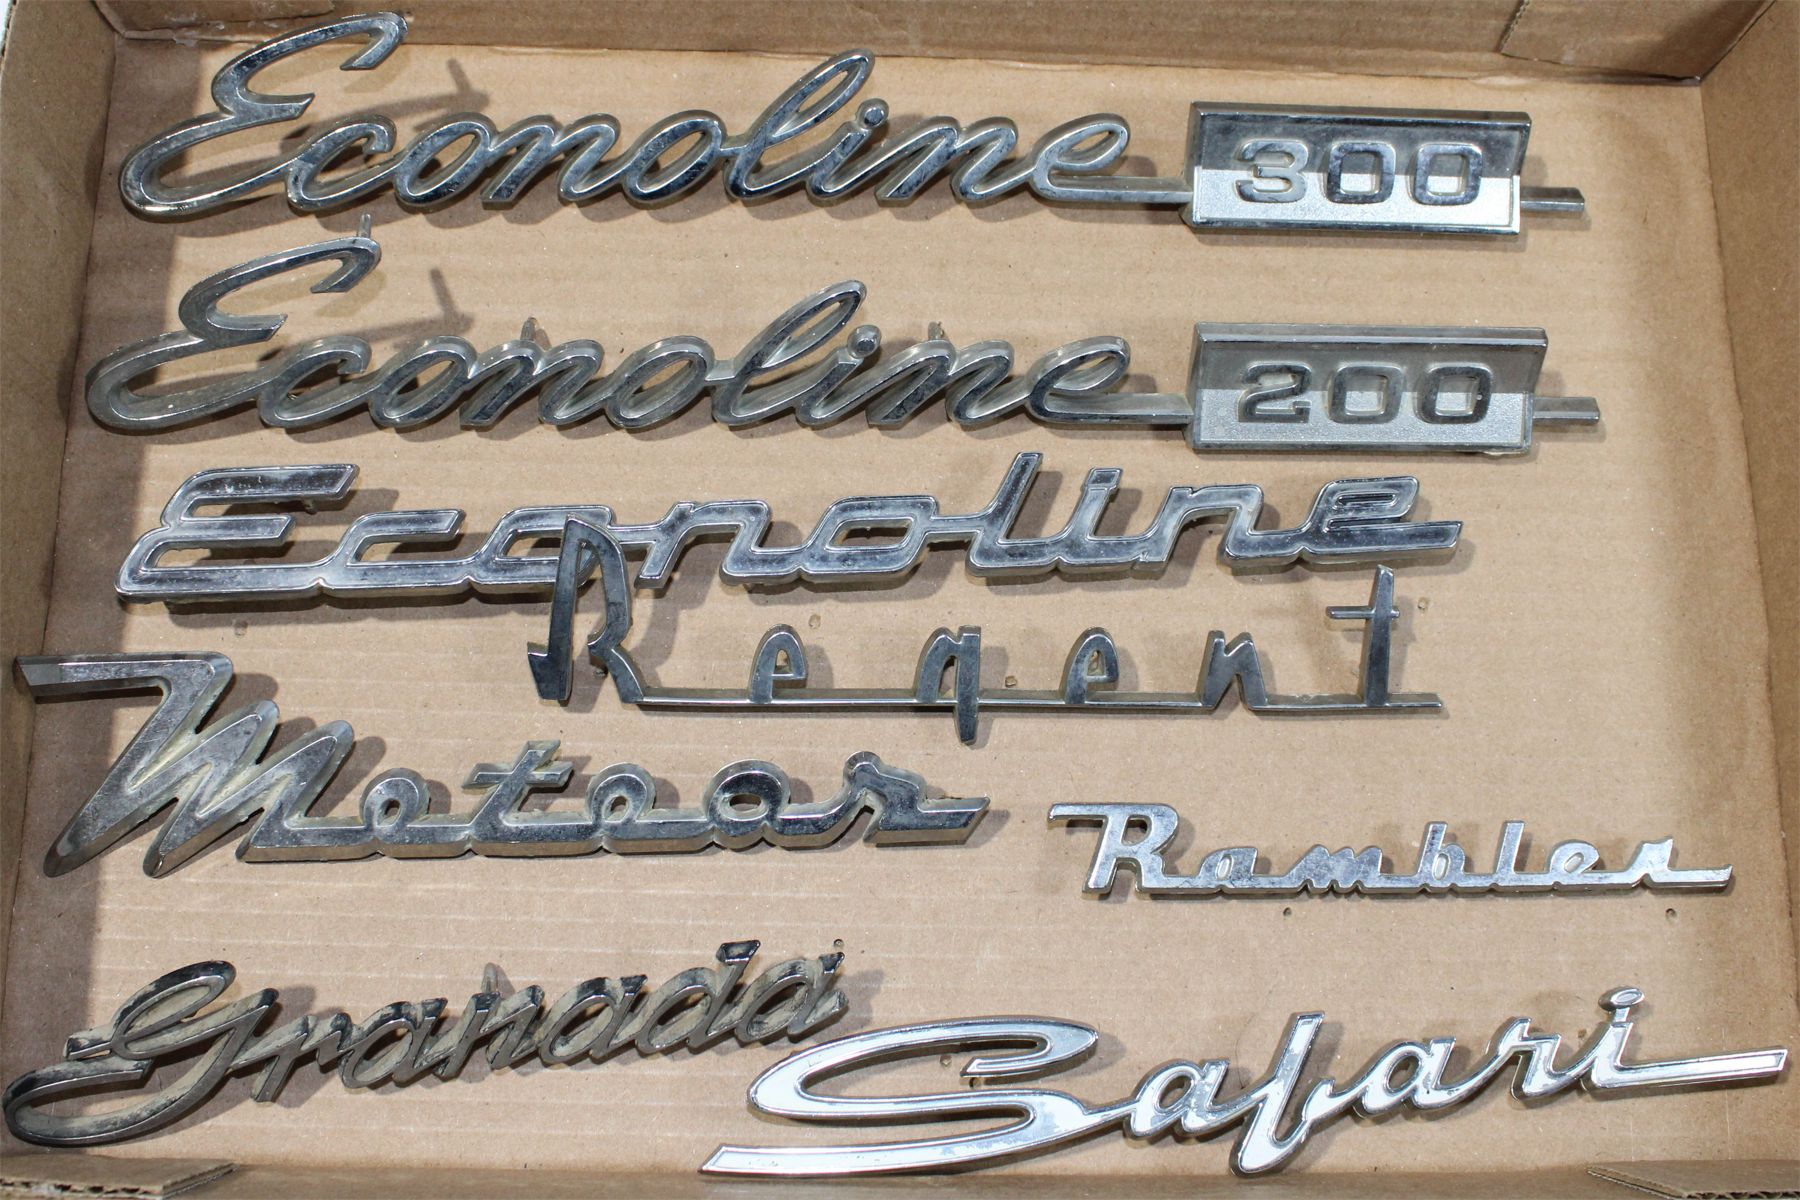 Econoline 300
Econoline 200
Econoline
Regent
Meteor
Rambler
Granada
Safari